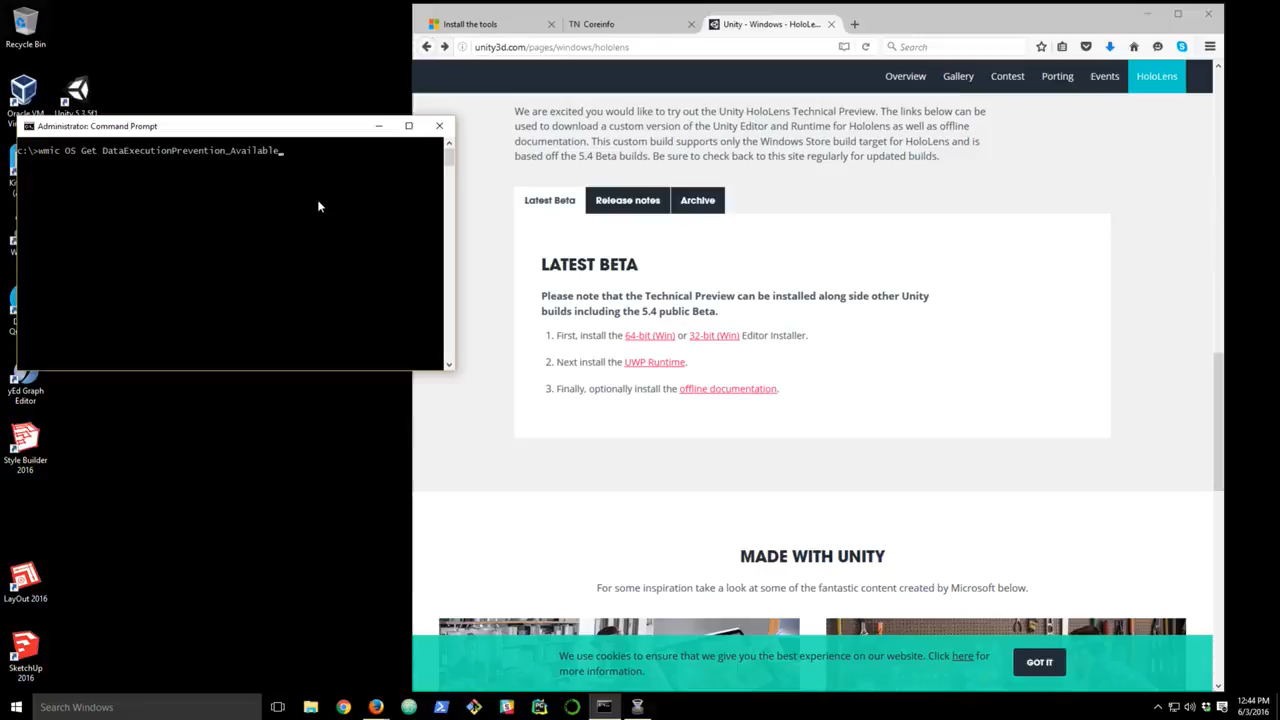 Recycle Bin
Install the tools
TN Coreinfo
Unity - Windows - HoloLe...
unity3d.com/pages/windows/hololens
Search
Overview
Gallery
Contest
Porting
Events
HoloLens
Oracle VM
Unity 5.3.5f1
We are excited you would like to try out the Unity HoloLens Technical Preview. The links below can be
used to download a custom version of the Unity Editor and Runtime for Hololens as well as offline
documentation. This custom build supports only the Windows Store build target for HoloLens and is
based off the 5.4 Beta builds. Be sure to check back to this site regularly for updated builds.
Administrator: Command Prompt
c:\>wmic OS Get DataExecutionPrevention_Available_
Latest Beta
Release notes
Archive
LATEST BETA
Please note that the Technical Preview can be installed along side other Unity
builds including the 5.4 public Beta.
1. First, install the 64-bit (Win) or 32-bit (Win) Editor Installer.
2. Next install the UWP Runtime.
3. Finally, optionally install the offline documentation.
yEd Graph
Editor
Style Builder
2016
LayOut 2016
SketchUp
2016
MADE WITH UNITY
For some inspiration take a look at some of the fantastic content created by Microsoft below.
We use cookies to ensure that we give you the best experience on our website. Click here for
more information.
GOT IT
Search Windows
12:44 PM
6/3/2016